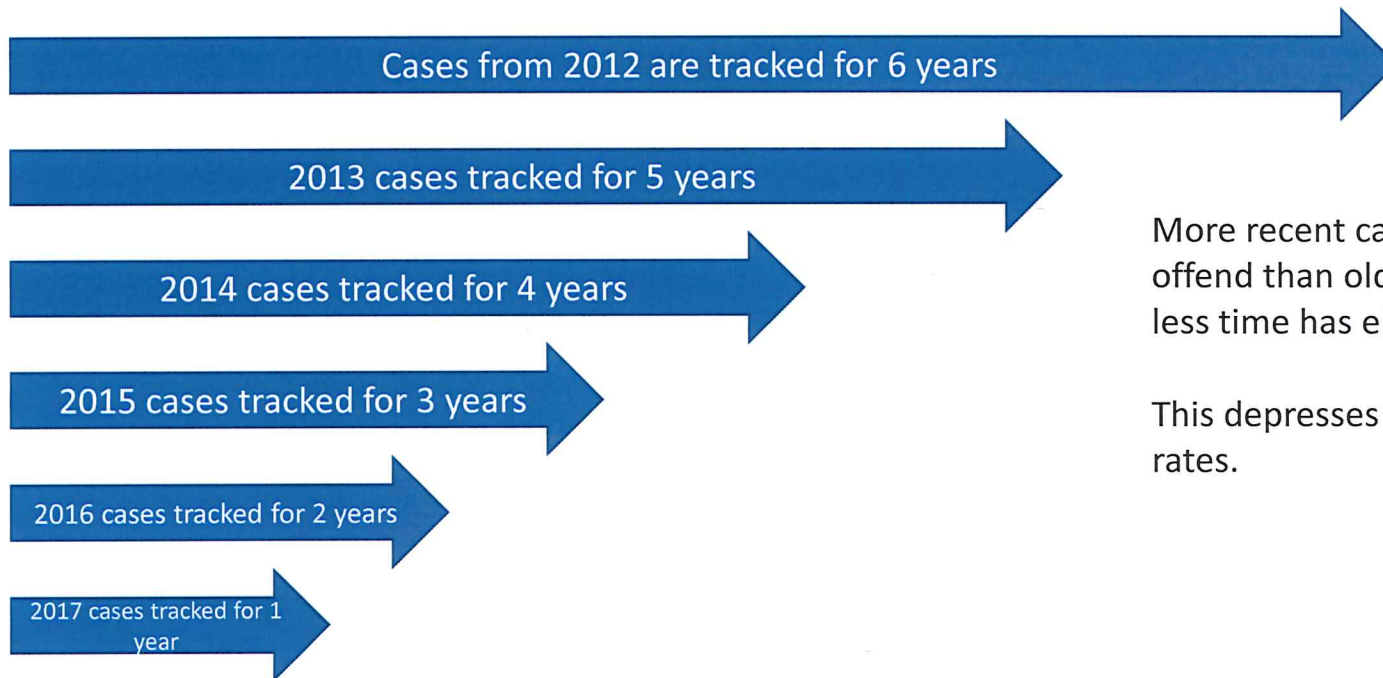 Cases from 2012 are tracked for 6 years
2013 cases tracked for 5 years
2014 cases tracked for 4 years
2015 cases tracked for 3 years
2016 cases tracked for 2 years
2017 cases tracked for 1
year
More recent
offend than
less time has
This depresses
rates.